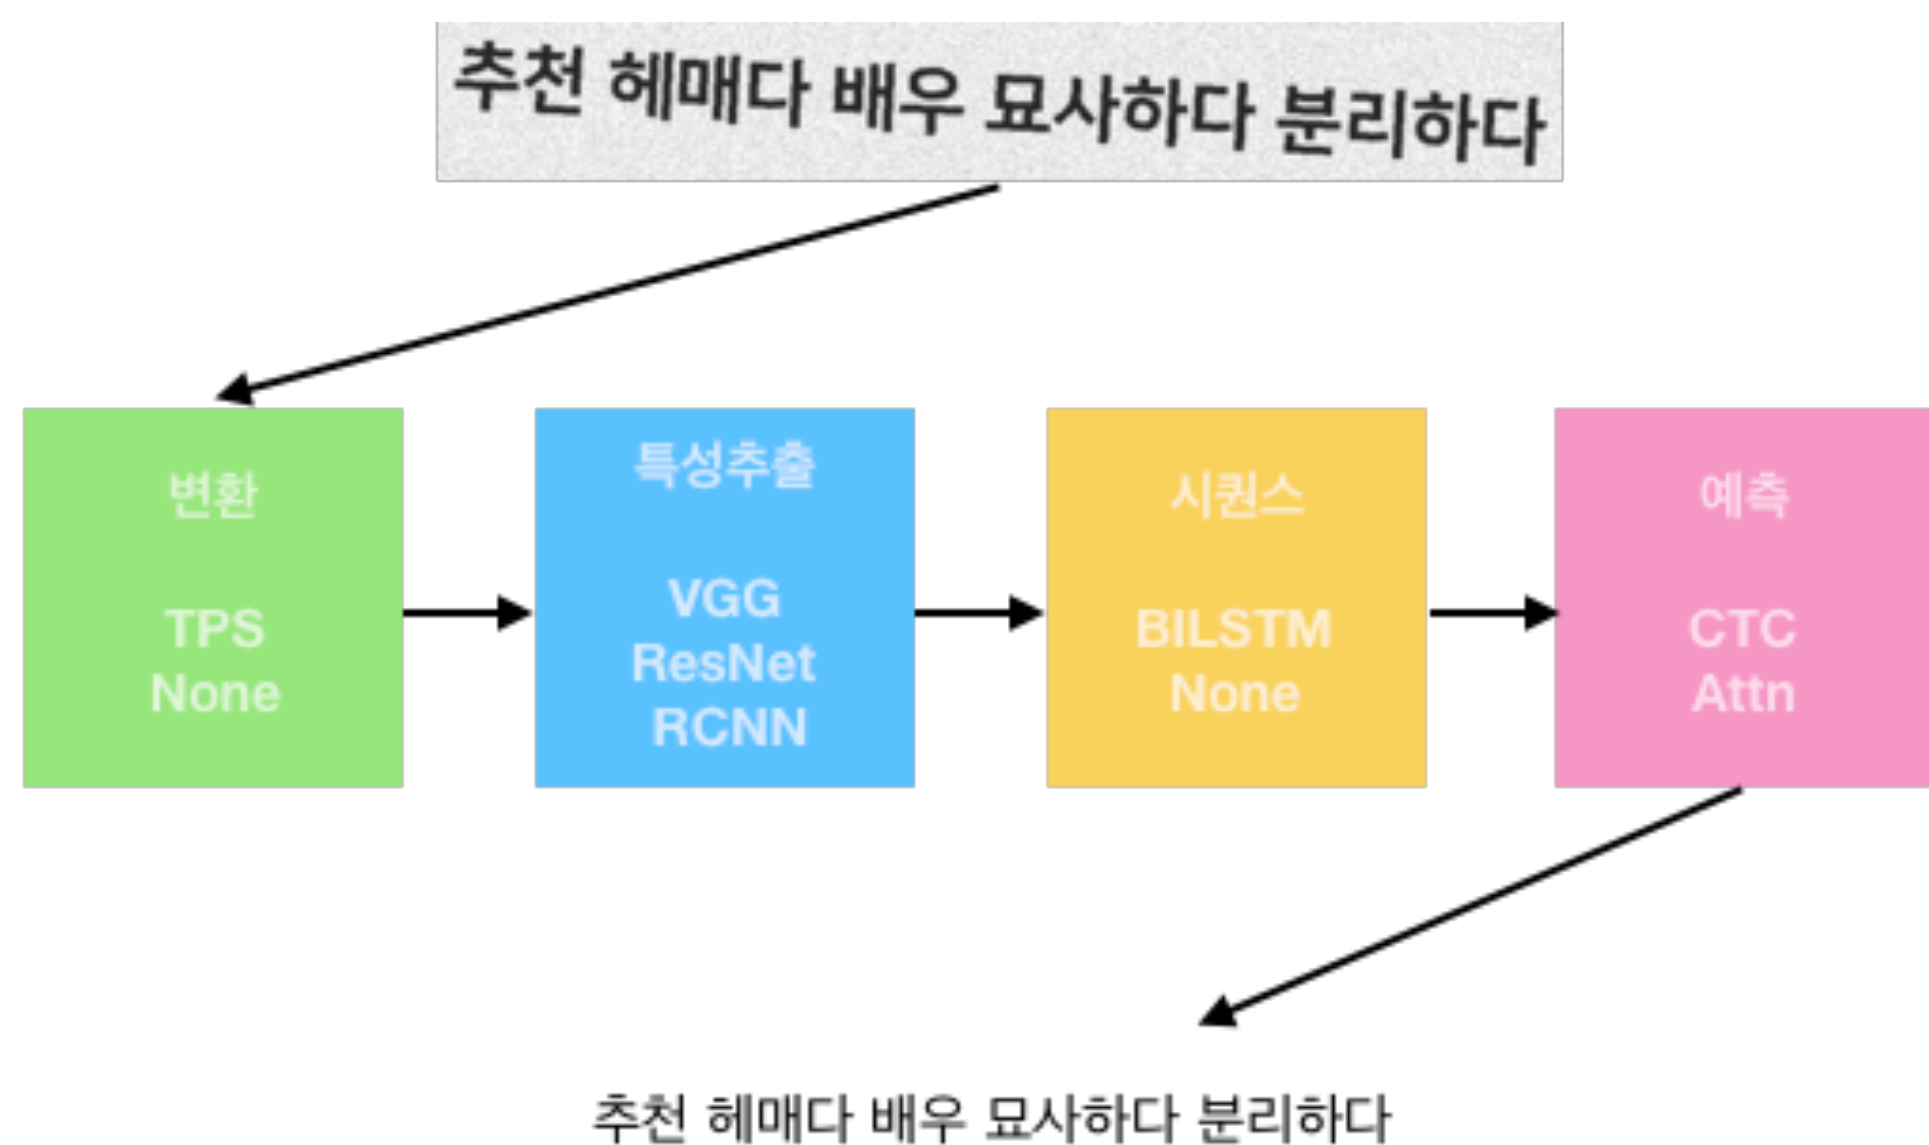 추천 헤매다 배우 묘사하다 분리하다
변환
TPS
None
특성추출
VGG
ResNet
RCNN
시퀀스
BILSTM
None
예측
CTC
Attn
추천 헤매다 배우 묘사하다 분리하다